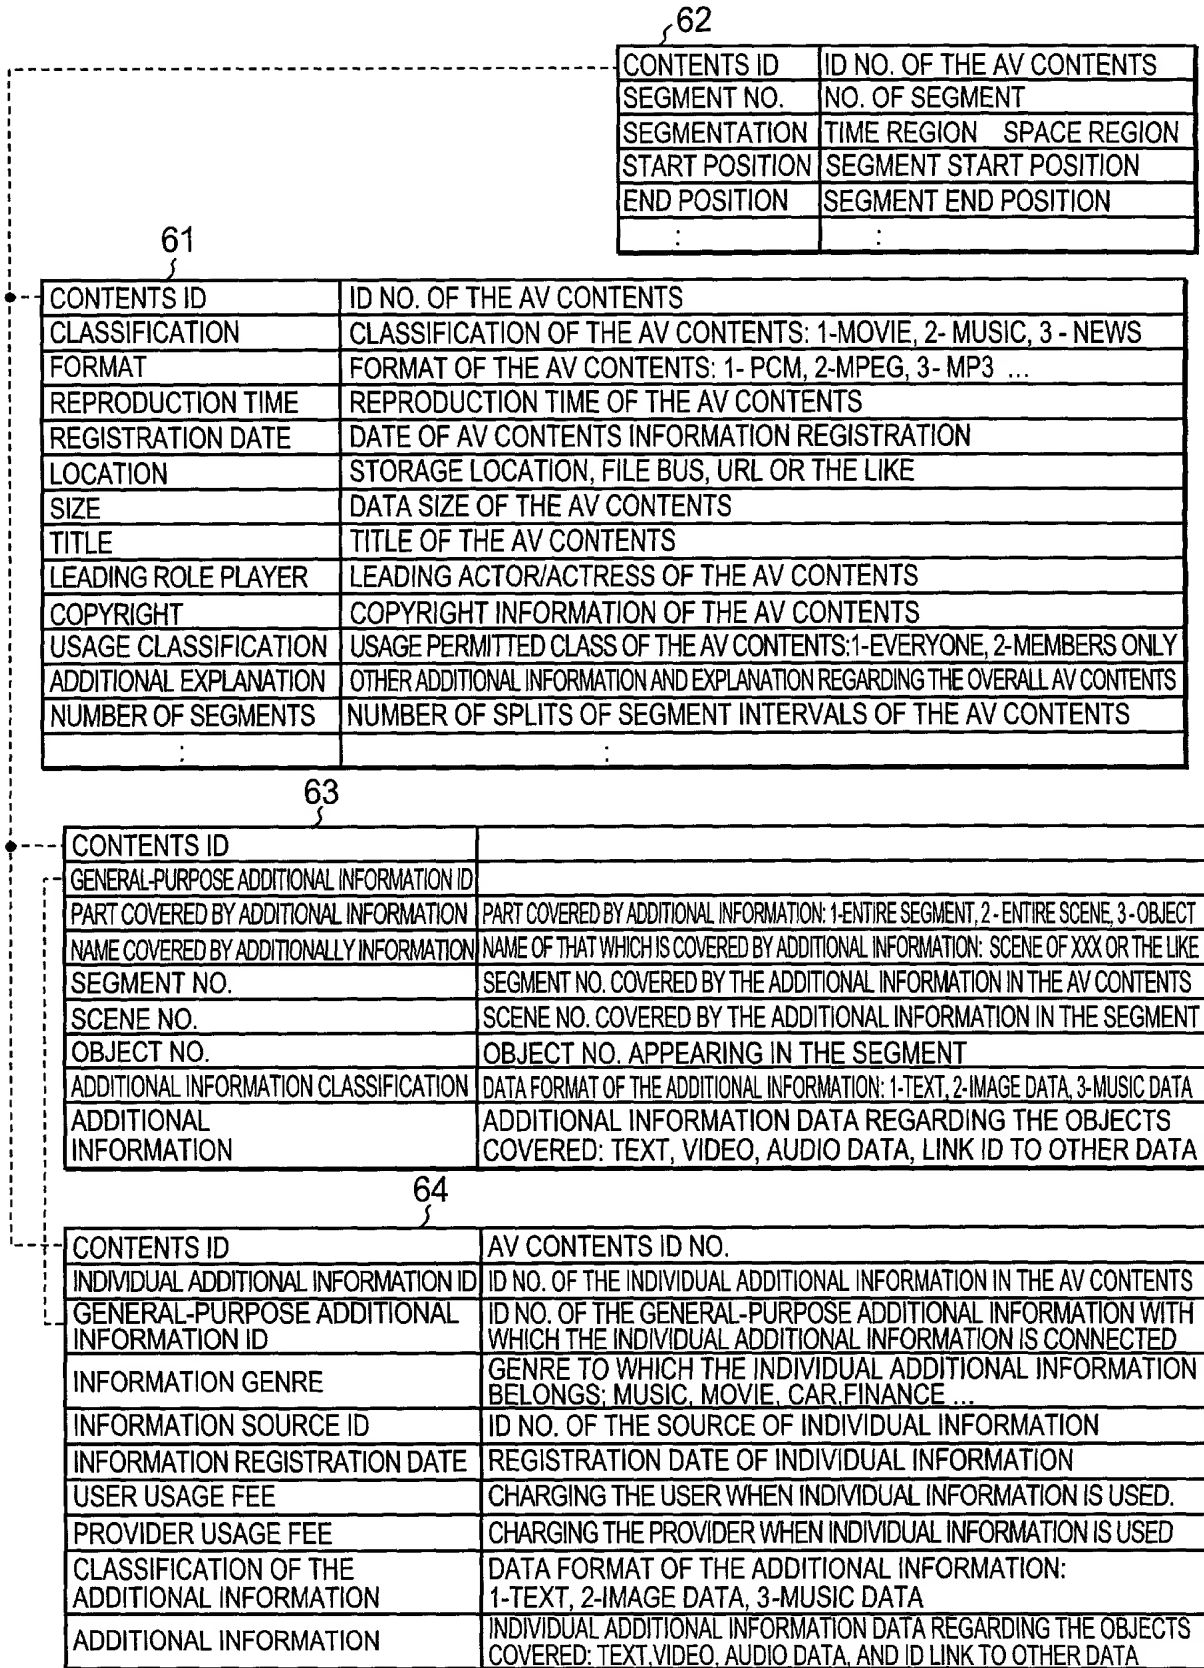 62
CONTENTS ID ID NO. OF THE AV CONTENTS
SEGMENT NO. NO. OF SEGMENT
SEGMENTATION TIME REGION SPACE REGION
START POSITION SEGMENT START POSITION
END POSITION SEGMENT END POSITION
: :
61
CONTENTS ID ID NO. OF THE AV CONTENTS
CLASSIFICATION CLASSIFICATION OF THE AV CONTENTS: 1-MOVIE, 2- MUSIC, 3 - NEWS
FORMAT FORMAT OF THE AV CONTENTS: 1- PCM, 2-MPEG, 3- MP3 ...
REPRODUCTION TIME REPRODUCTION TIME OF THE AV CONTENTS
REGISTRATION DATE DATE OF AV CONTENTS INFORMATION REGISTRATION
LOCATION STORAGE LOCATION, FILE BUS, URL OR THE LIKE
SIZE DATA SIZE OF THE AV CONTENTS
TITLE TITLE OF THE AV CONTENTS
LEADING ROLE PLAYER LEADING ACTOR/ACTRESS OF THE AV CONTENTS
COPYRIGHT COPYRIGHT INFORMATION OF THE AV CONTENTS
USAGE CLASSIFICATION USAGE PERMITTED CLASS OF THE AV CONTENTS:1-EVERYONE, 2-MEMBERS ONLY
ADDITIONAL EXPLANATION OTHER ADDITIONAL INFORMATION AND EXPLANATION REGARDING THE OVERALL AV CONTENTS
NUMBER OF SEGMENTS NUMBER OF SPLITS OF SEGMENT INTERVALS OF THE AV CONTENTS
: :
63
CONTENTS ID
GENERAL-PURPOSE ADDITIONAL INFORMATION ID
PART COVERED BY ADDITIONAL INFORMATION PART COVERED BY ADDITIONAL INFORMATION: 1-ENTIRE SEGMENT, 2 - ENTIRE SCENE, 3 - OBJECT
NAME COVERED BY ADDITIONALLY INFORMATION NAME OF THAT WHICH IS COVERED BY ADDITIONAL INFORMATION: SCENE OF XXX OR THE LIKE
SEGMENT NO. SEGMENT NO. COVERED BY THE ADDITIONAL INFORMATION IN THE AV CONTENTS
SCENE NO. SCENE NO. COVERED BY THE ADDITIONAL INFORMATION IN THE SEGMENT
OBJECT NO. OBJECT NO. APPEARING IN THE SEGMENT
ADDITIONAL INFORMATION CLASSIFICATION DATA FORMAT OF THE ADDITIONAL INFORMATION: 1-TEXT, 2-IMAGE DATA, 3-MUSIC DATA
ADDITIONAL ADDITIONAL INFORMATION DATA REGARDING THE OBJECTS
INFORMATION COVERED: TEXT, VIDEO, AUDIO DATA, LINK ID TO OTHER DATA
64
CONTENTS ID AV CONTENTS ID NO.
INDIVIDUAL ADDITIONAL INFORMATION ID ID NO. OF THE INDIVIDUAL ADDITIONAL INFORMATION IN THE AV CONTENTS
GENERAL-PURPOSE ADDITIONAL ID NO. OF THE GENERAL-PURPOSE ADDITIONAL INFORMATION WITH
INFORMATION ID WHICH THE INDIVIDUAL ADDITIONAL INFORMATION IS CONNECTED
INFORMATION GENRE GENRE TO WHICH THE INDIVIDUAL ADDITIONAL INFORMATION
BELONGS; MUSIC, MOVIE, CAR,FINANCE ...
INFORMATION SOURCE ID ID NO. OF THE SOURCE OF INDIVIDUAL INFORMATION
INFORMATION REGISTRATION DATE REGISTRATION DATE OF INDIVIDUAL INFORMATION
USER USAGE FEE CHARGING THE USER WHEN INDIVIDUAL INFORMATION IS USED.
PROVIDER USAGE FEE CHARGING THE PROVIDER WHEN INDIVIDUAL INFORMATION IS USED
CLASSIFICATION OF THE DATA FORMAT OF THE ADDITIONAL INFORMATION:
ADDITIONAL INFORMATION 1-TEXT, 2-IMAGE DATA, 3-MUSIC DATA
ADDITIONAL INFORMATION INDIVIDUAL ADDITIONAL INFORMATION DATA REGARDING THE OBJECTS
COVERED: TEXT,VIDEO, AUDIO DATA, AND ID LINK TO OTHER DATA